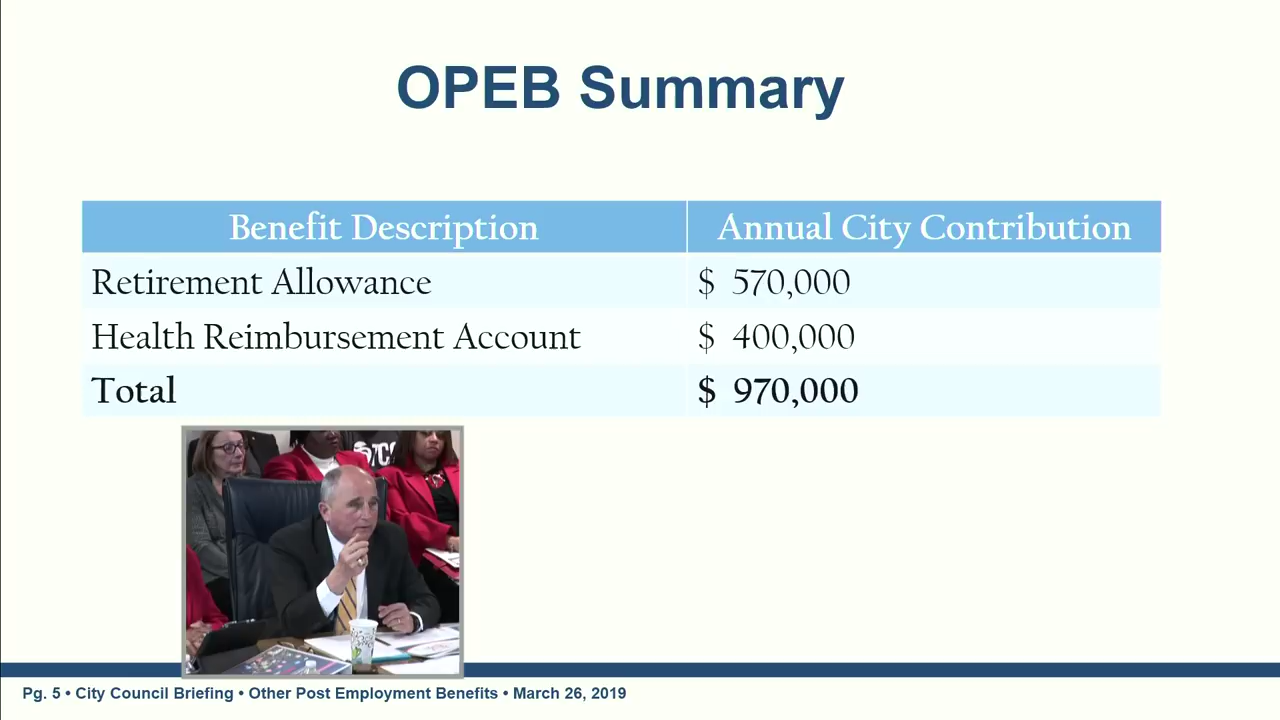 OPEB Summary
Benefit Description Annual City Contribution
Retirement Allowance $ 570,000
Health Reimbursement Account $ 400,000
Total $ 970,000
Pg. 5 • City Council Briefing • Other Post Employment Benefits • March 26, 2019